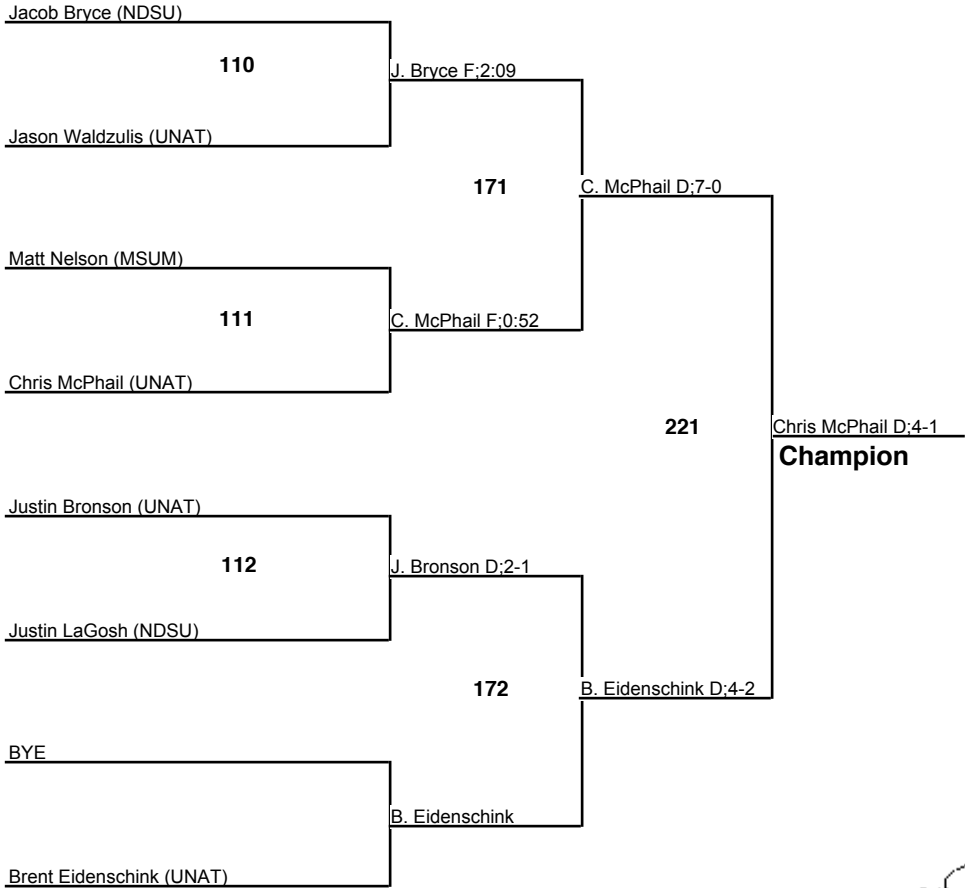 Jacob Bryce (NDSU)
110
J. Bryce F;2:09
Jason Waldzulis (UNAT)
171
C. McPhail D;7-0
Matt Nelson (MSUM)
111
C. McPhail F;0:52
Chris McPhail (UNAT)
221
Chris McPhail D;4-1
Champion
Justin Bronson (UNAT)
112
J. Bronson D;2-1
Justin LaGosh (NDSU)
172
B. Eidenschink D;4-2
BYE
B. Eidenschink
Brent Eidenschink (UNAT)